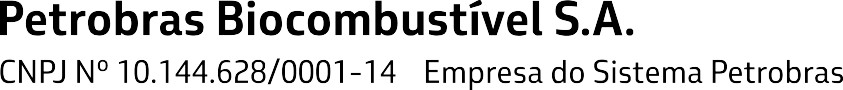 Petrobras Biocombustível S.A.
CNPJ Nº 10.144.628/0001-14 Empresa do Sistema Petrobras